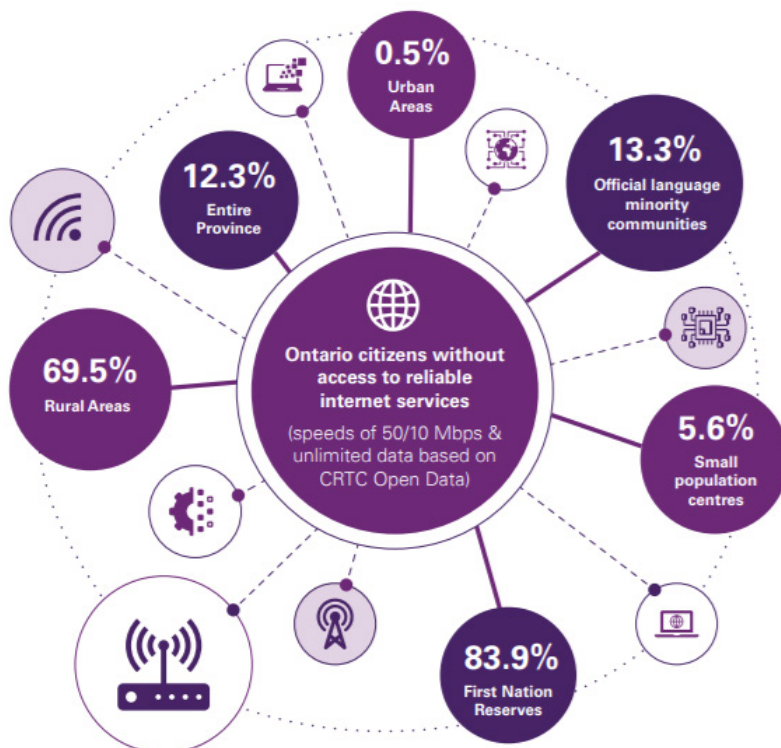 0.5%
Urban
Areas
13.3%
Official language
minority
communities
12.3%
Entire
Province
Ontario citizens without
access to reliable
internet services
(speeds of 50/10 Mbps &
unlimited data based on
CRTC Open Data)
69.5%
Rural Areas
5.6%
Small
population
centres
83.9%
First Nation
Reserves